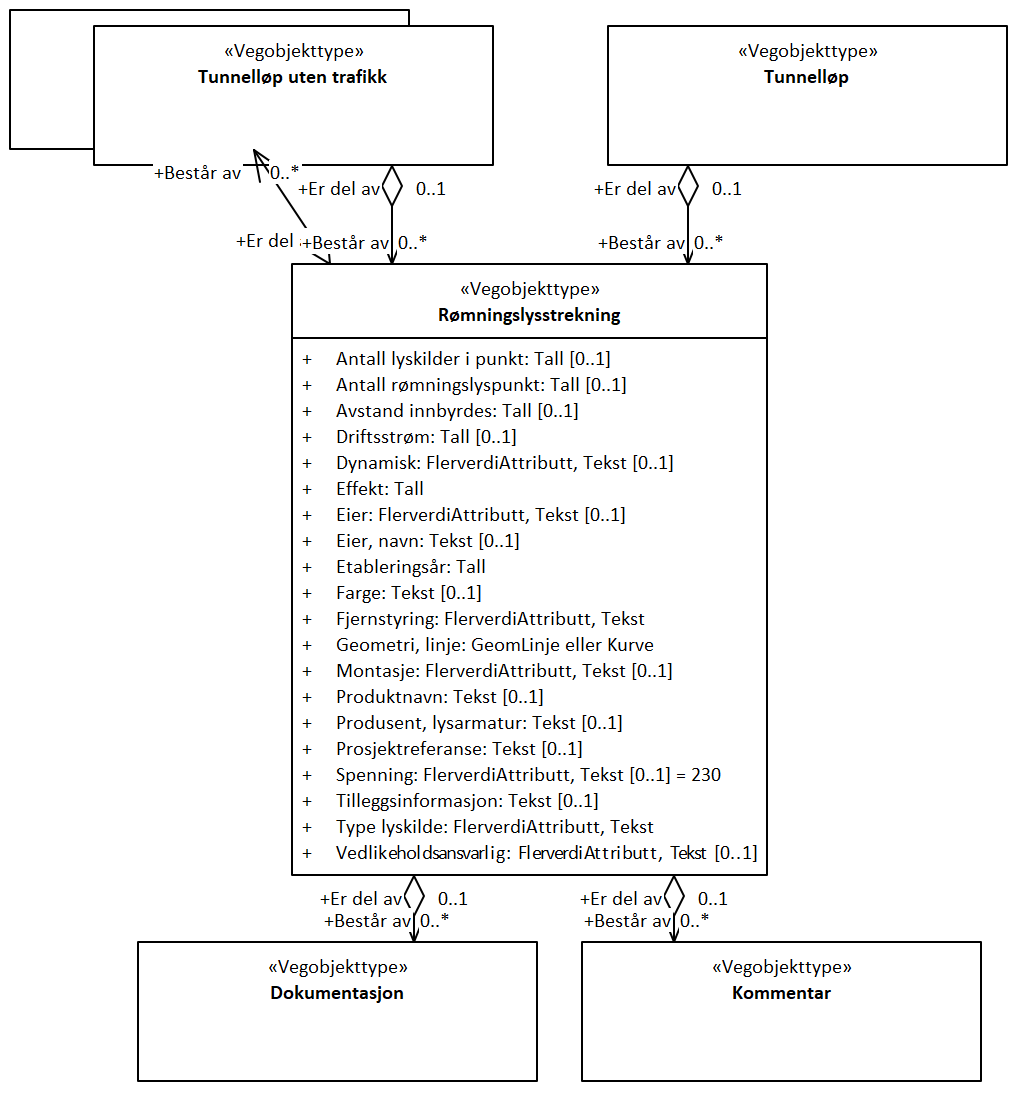 «Vegobjekttype»
Tunnelløp uten trafikk
«Vegobjekttype»
Tunnelløp
+Består av 0..*
+Er del av 0..1
+Er del av 0..1
+Er del
+Består av 0..*
+Består av 0..*
«Vegobjekttype»
Rømningslysstrekning
+ Antall lyskilder i punkt: Tall [0..1]
+ Antall rømningslyspunkt: Tall [0..1]
+ Avstand innbyrdes: Tall [0..1]
+ Driftsstrøm: Tall [0..1]
+ Dynamisk: FlerverdiAttributt, Tekst [0..1]
+ Effekt: Tall
+ Eier: FlerverdiAttributt, Tekst [0..1]
+ Eier, navn: Tekst [0..1]
+ Etableringsår: Tall
+ Farge: Tekst [0..1]
+ Fjernstyring: FlerverdiAttributt, Tekst
+ Geometri, linje: GeomLinje eller Kurve
+ Montasje: FlerverdiAttributt, Tekst [0..1]
+ Produktnavn: Tekst [0..1]
+ Produsent, lysarmatur: Tekst [0..1]
+ Prosjektreferanse: Tekst [0..1]
+ Spenning: FlerverdiAttributt, Tekst [0..1] = 230
+ Tilleggsinformasjon: Tekst [0..1]
+ Type lyskilde: FlerverdiAttributt, Tekst
+ Vedlikeholdsansvarlig: FlerverdiAttributt, Tekst [0..1]
+Er del av 0..1
+Består av 0..*
+Er del av 0..1
+Består av 0..*
«Vegobjekttype»
Dokumentasjon
«Vegobjekttype»
Kommentar